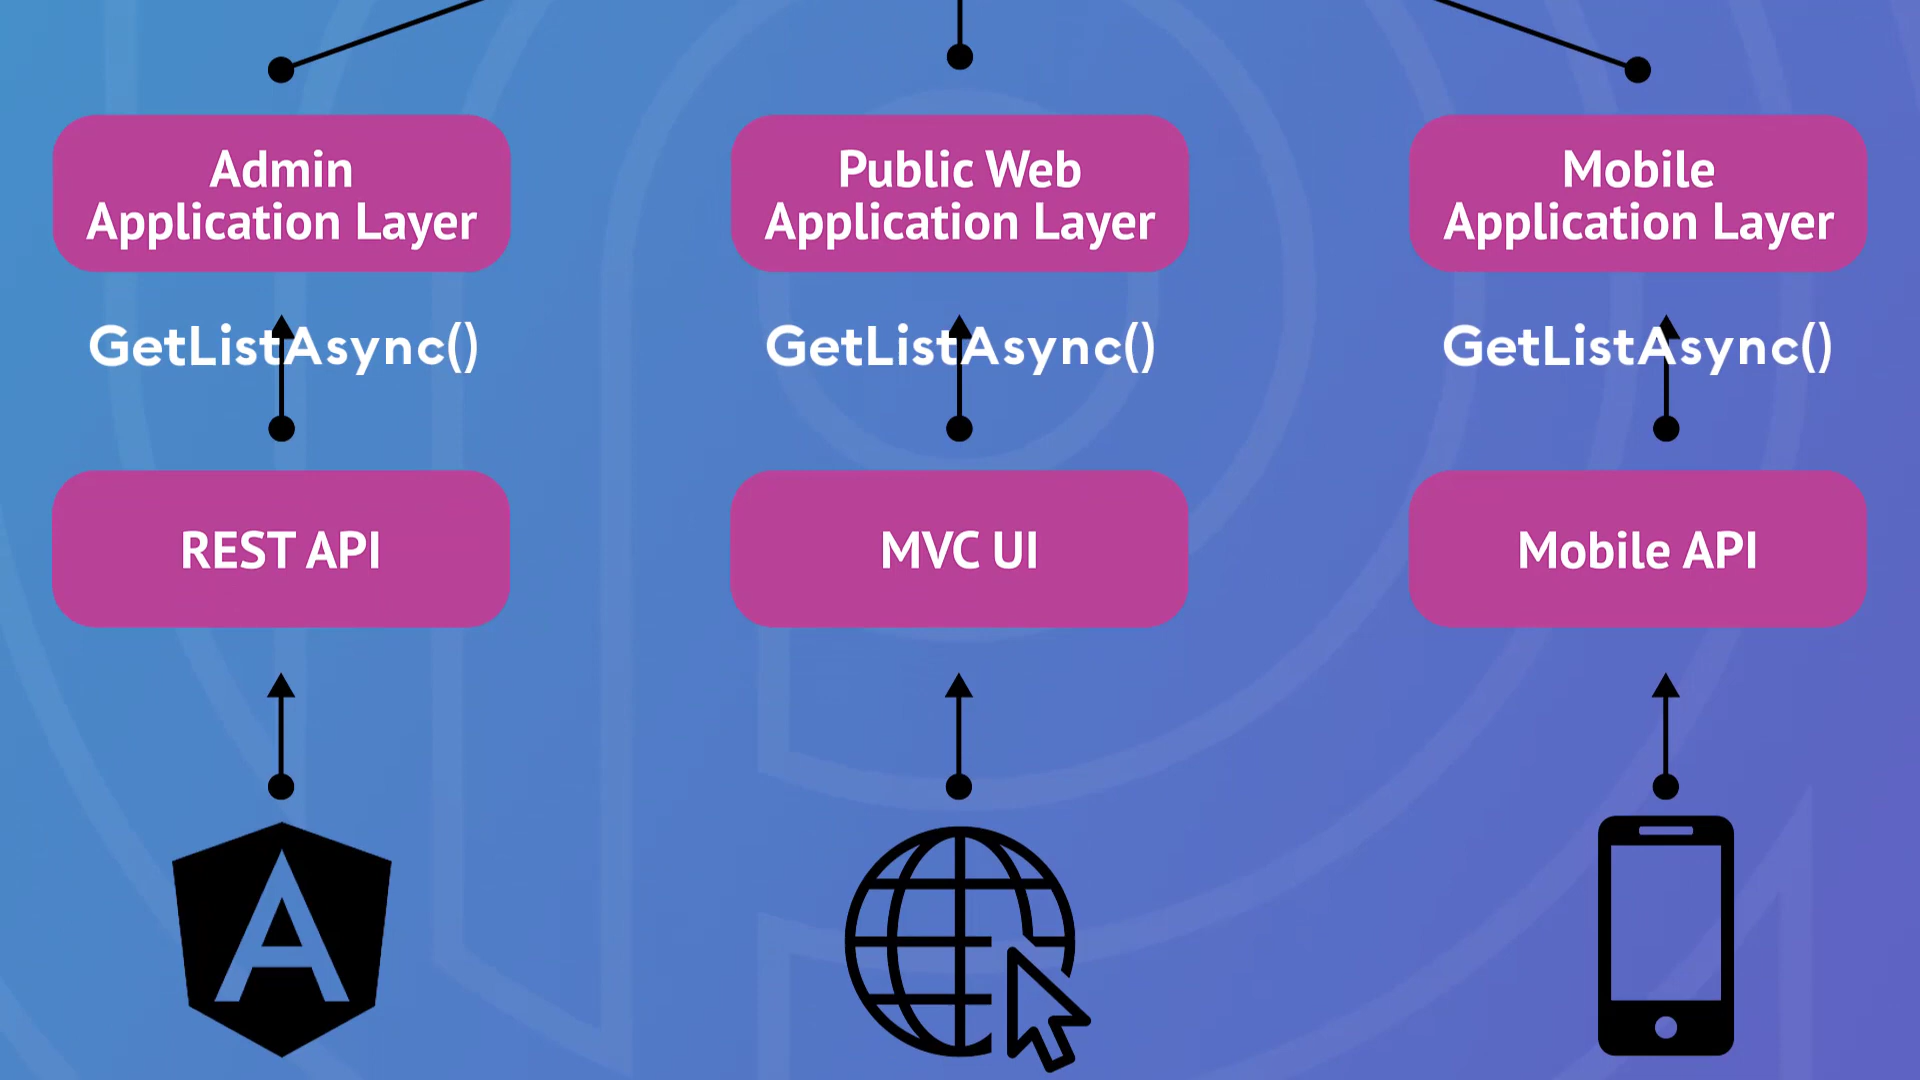 Admin
Application Layer
Public Web
Application Layer
Mobile
Application Layer
GetListAsync()
GetListAsync()
GetListAsync()
REST API
MVC UI
Mobile API
A